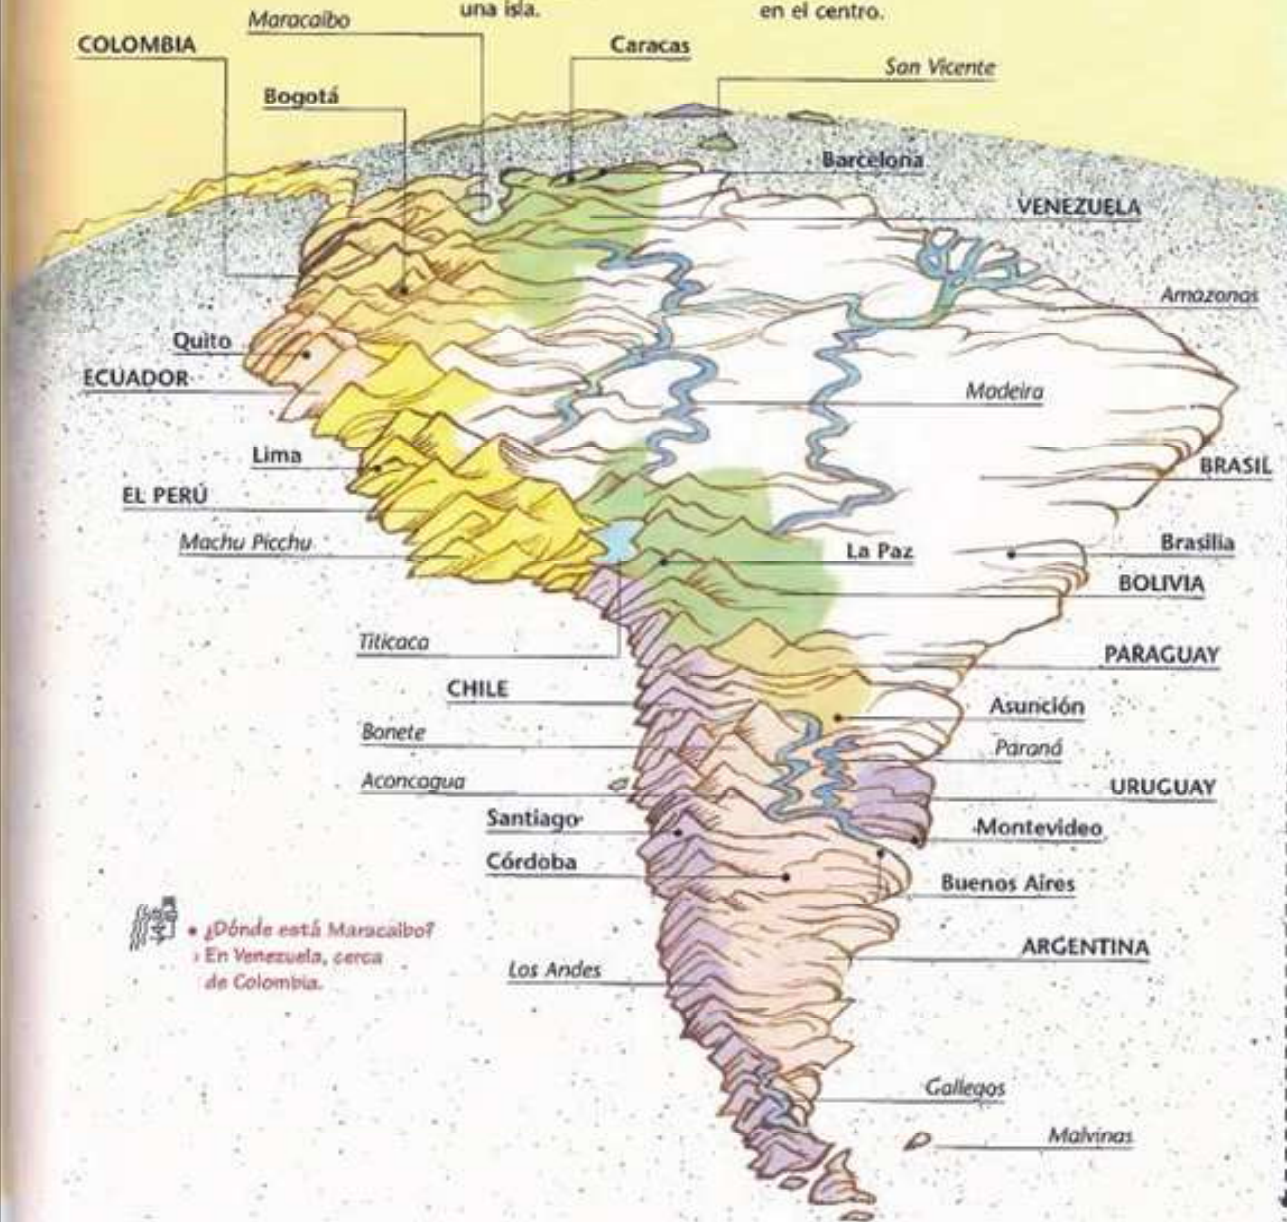 una isla.
en el centro.
Maracaibo
COLOMBIA
Caracas
San Vicente
Bogotá
Barcelona
VENEZUELA
Amazonas
Quito
ECUADOR
Madeira
Lima
BRASIL
EL PERÚ
Machu Picchu
La Paz
Brasilia
BOLIVIA
Titicaca
PARAGUAY
CHILE
Asunción
Bonete
Paraná
Aconcagua
URUGUAY
Santiago
Montevideo
Córdoba
Buenos Aires
• ¿Dónde está Maracaibo?
En Venezuela, cerca
de Colombia.
ARGENTINA
Los Andes
Gallegos
Malvinas